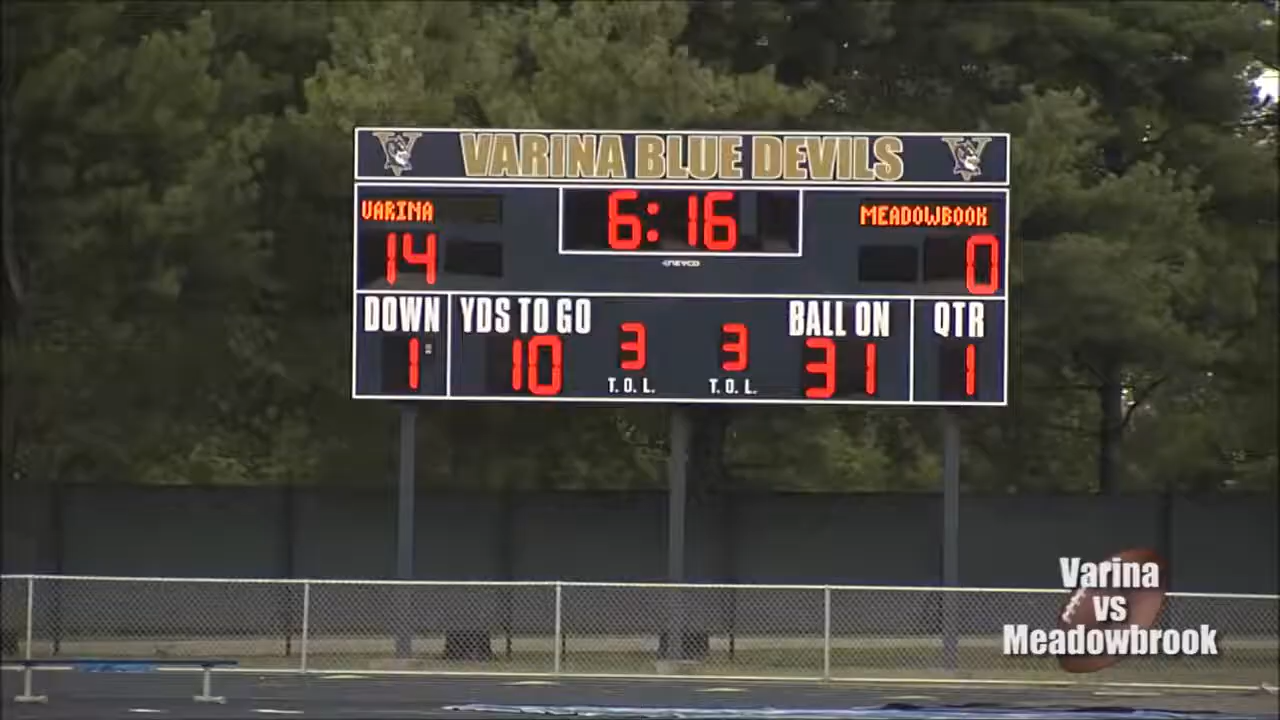 VARINA BLUE DEVILS
VARINA
6:16
MEADOWBOOK
14
0
NEVCO
DOWN
YDS TO GO
BALL ON
QTR
1
10
3
3
31
1
T. O. L.
T. O. L.
Varina
vs
Meadowbrook